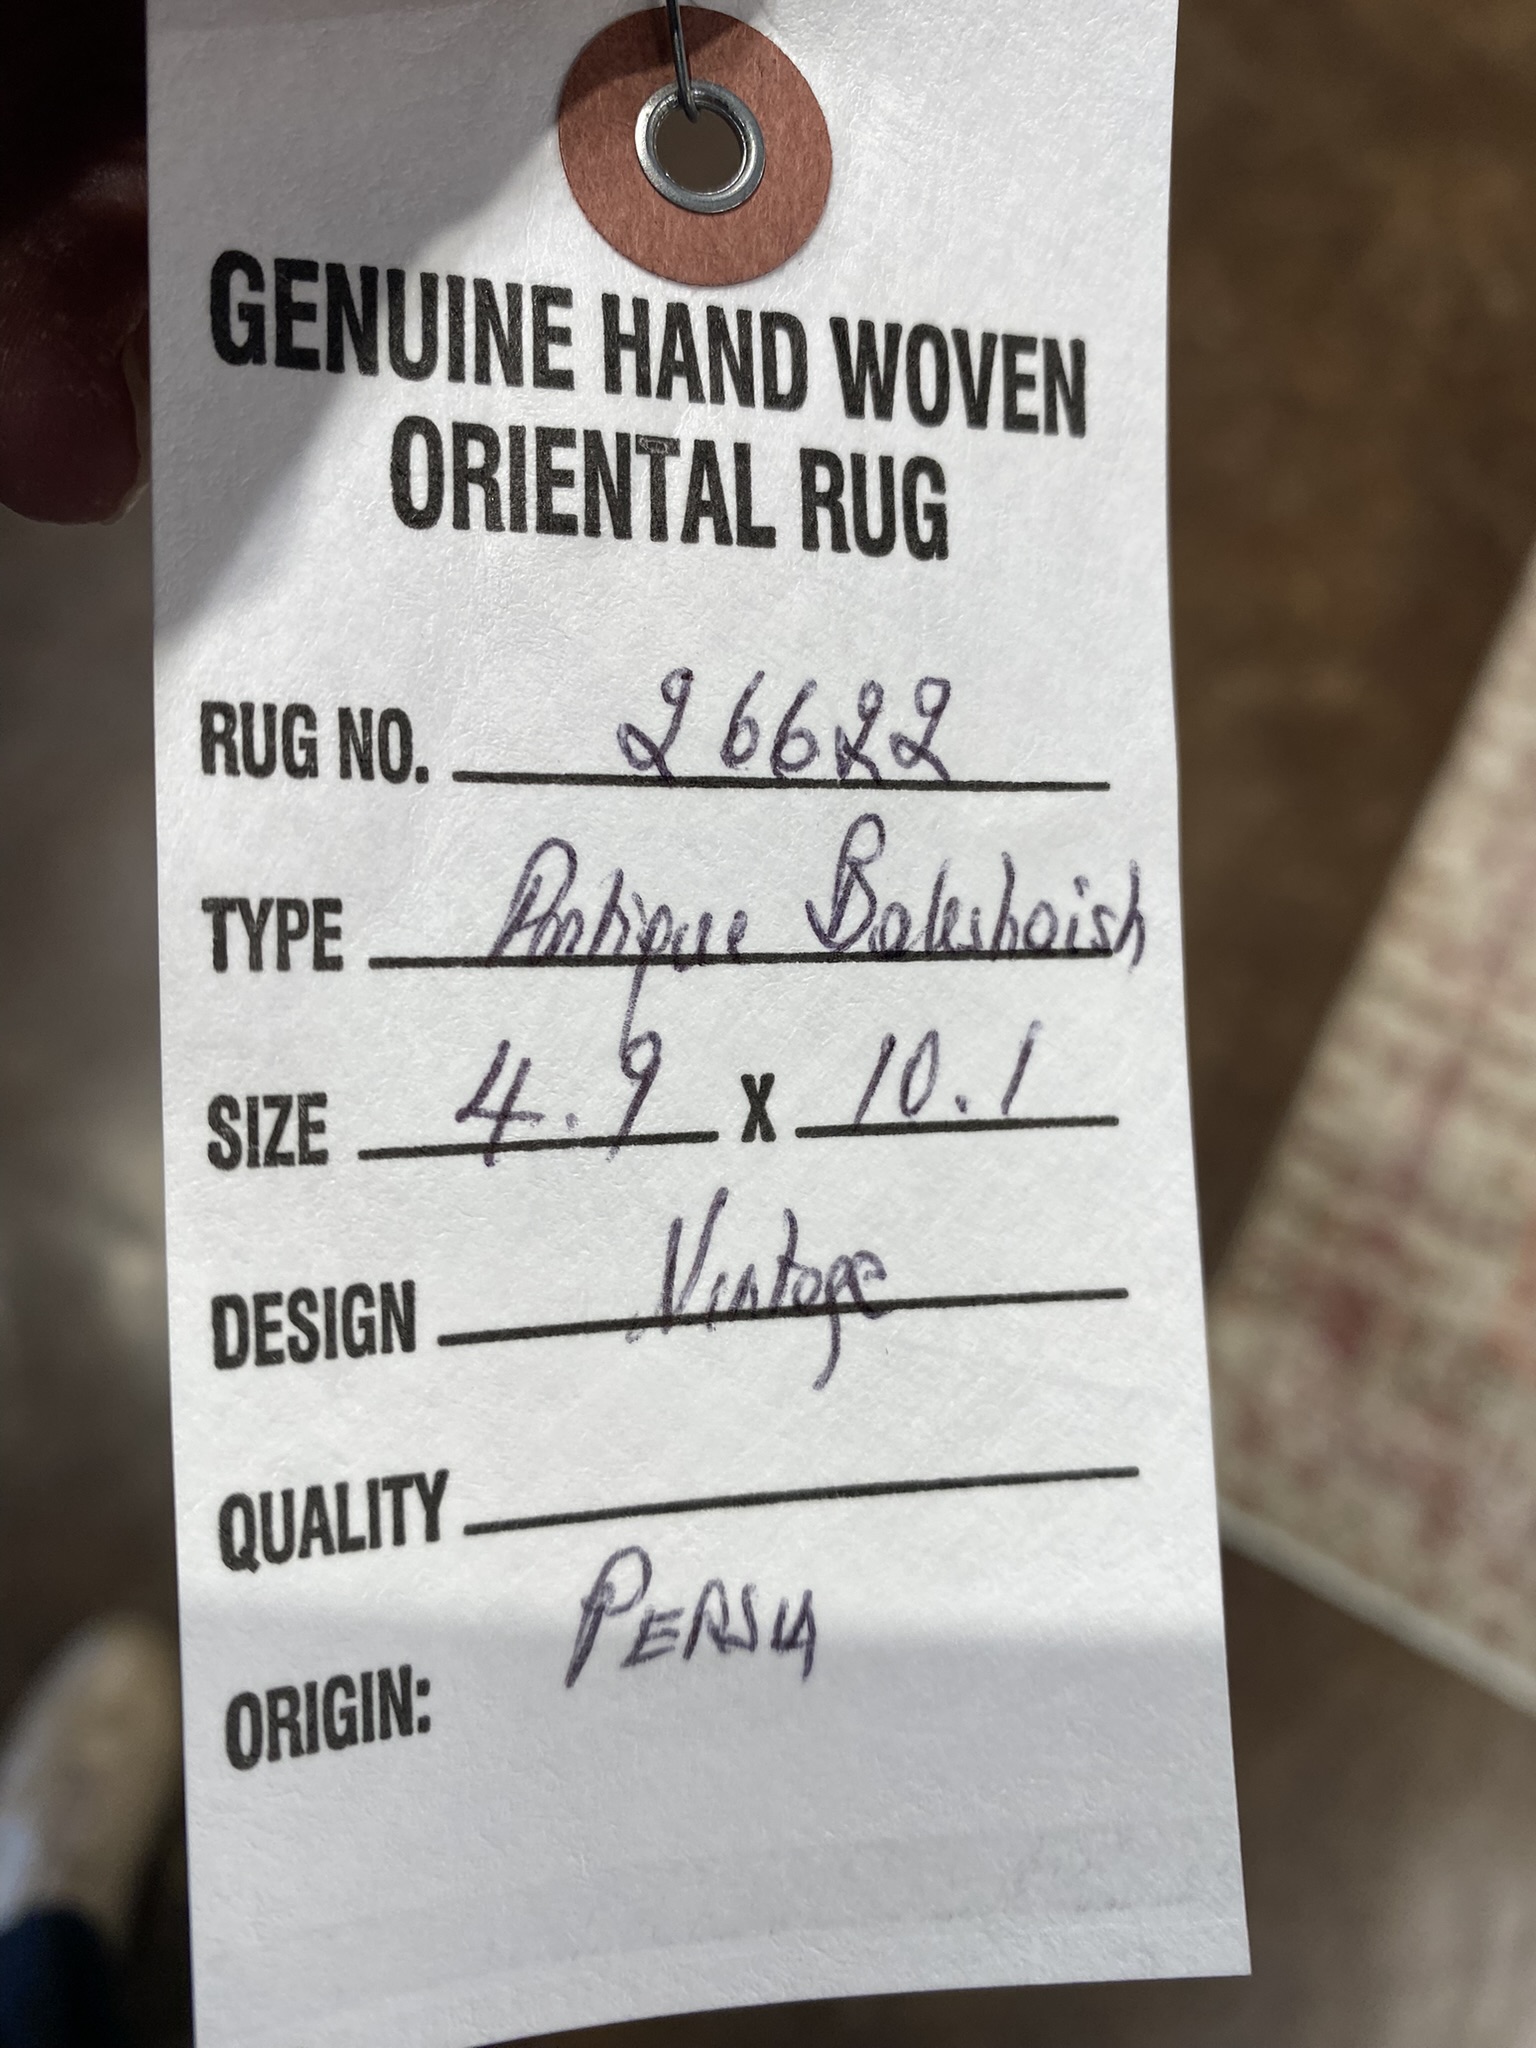 GENUINE HAND WOVEN
ORIENTAL RUG
RUG NO. 26622
TYPE Antique Bakshaish
SIZE 4.9 X 10.1
DESIGN Vintage
QUALITY
ORIGIN: PERSIA